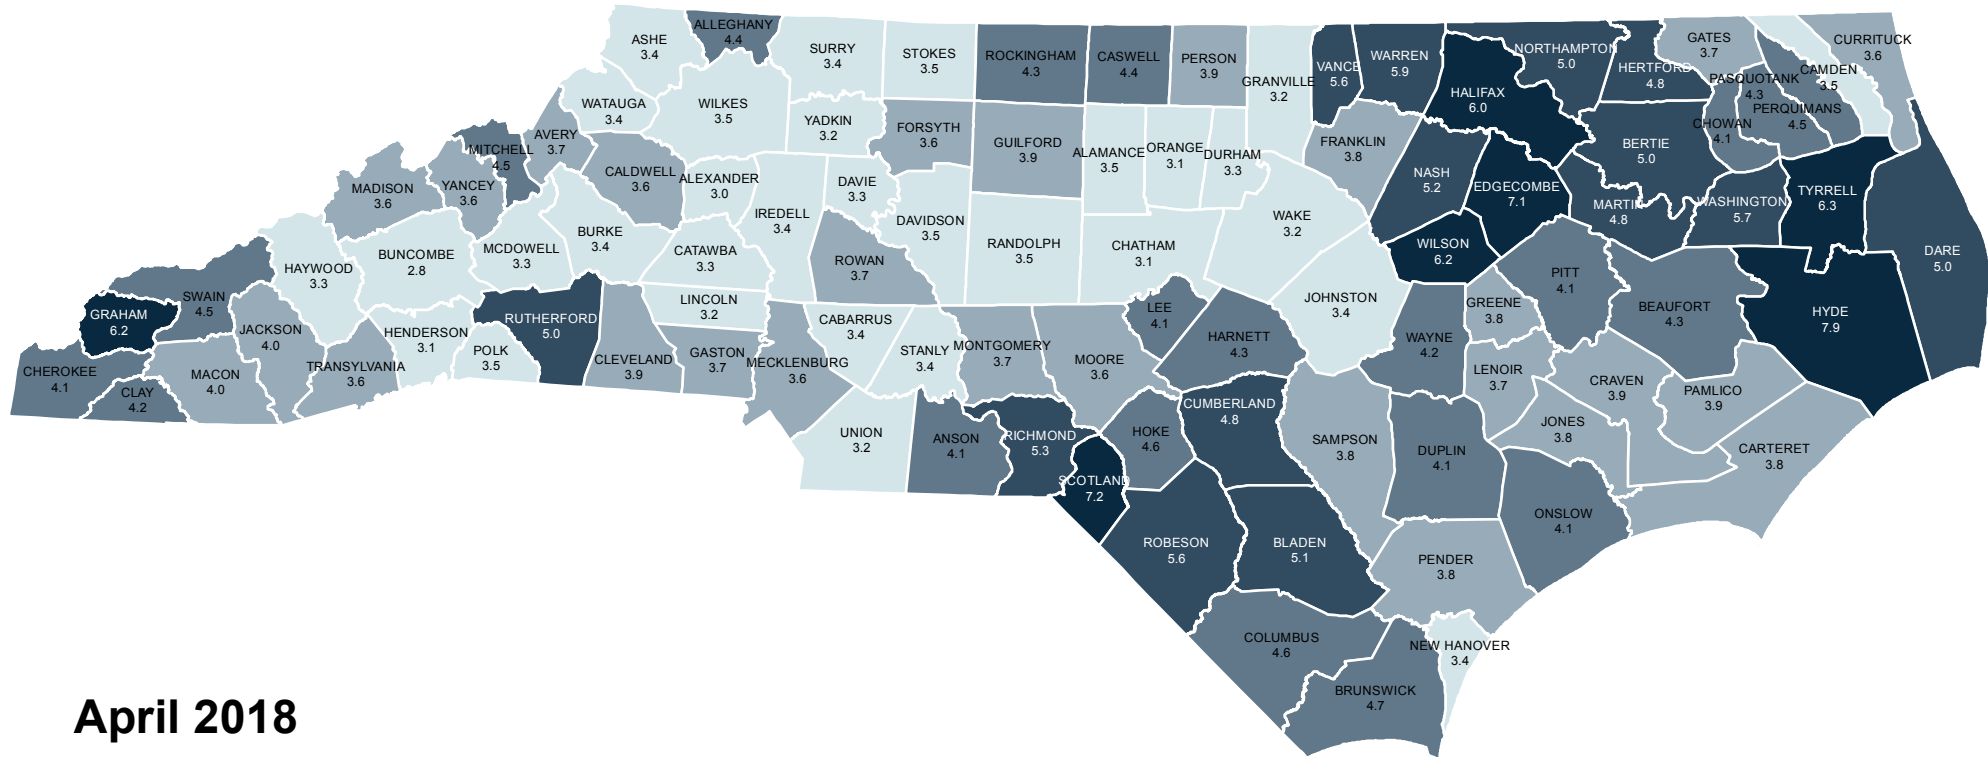 ALLEGHANY
4.4
ASHE
3.4
SURRY
3.4
STOKES
3.5
ROCKINGHAM
4.3
CASWELL
4.4
PERSON
3.9
GRANVILLE
3.2
VANCE
5.6
WARREN
5.9
HALIFAX
6.0
NORTHAMPTON
5.0
HERTFORD
4.8
GATES
3.7
PASQUOTANK
4.3
CAMDEN
3.5
CURRITUCK
3.6
PERQUIMANS
4.5
CHOWAN
4.1
WATAUGA
3.4
WILKES
3.5
YADKIN
3.2
FORSYTH
3.6
GUILFORD
3.9
ALAMANCE
3.5
ORANGE
3.1
DURHAM
3.3
FRANKLIN
3.8
NASH
5.2
EDGECOMBE
7.1
BERTIE
5.0
MARTIN
4.8
WASHINGTON
5.7
TYRRELL
6.3
DARE
5.0
MITCHELL
4.5
AVERY
3.7
CALDWELL
3.6
ALEXANDER
3.0
MADISON
3.6
YANCEY
3.6
IREDELL
3.4
DAVIE
3.3
DAVIDSON
3.5
RANDOLPH
3.5
CHATHAM
3.1
WAKE
3.2
WILSON
6.2
HAYWOOD
3.3
BUNCOMBE
2.8
MCDOWELL
3.3
BURKE
3.4
CATAWBA
3.3
ROWAN
3.7
JOHNSTON
3.4
GREENE
3.8
PITT
4.1
BEAUFORT
4.3
HYDE
7.9
GRAHAM
6.2
SWAIN
4.5
JACKSON
4.0
HENDERSON
3.1
POLK
3.5
RUTHERFORD
5.0
LINCOLN
3.2
CLEVELAND
3.9
GASTON
3.7
MECKLENBURG
3.6
CABARRUS
3.4
STANLY
3.4
MONTGOMERY
3.7
MOORE
3.6
LEE
4.1
HARNETT
4.3
WAYNE
4.2
LENOIR
3.7
CRAVEN
3.9
PAMLICO
3.9
CHEROKEE
4.1
CLAY
4.2
MACON
4.0
TRANSYLVANIA
3.6
UNION
3.2
ANSON
4.1
RICHMOND
5.3
SCOTLAND
7.2
HOKE
4.6
CUMBERLAND
4.8
SAMPSON
3.8
DUPLIN
4.1
JONES
3.8
CARTERET
3.8
ONSLOW
4.1
ROBESON
5.6
BLADEN
5.1
PENDER
3.8
COLUMBUS
4.6
NEW HANOVER
3.4
BRUNSWICK
4.7
April 2018